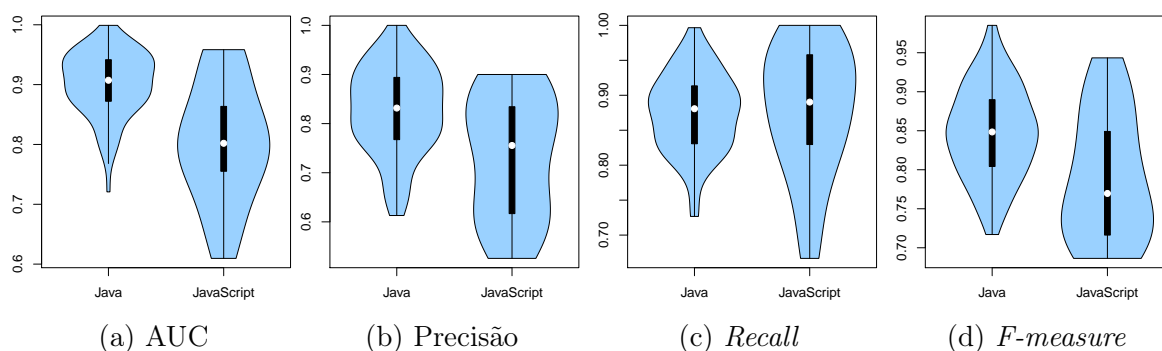 1.0
0.9
0.8
0.7
0.6
Java JavaScript
(a) AUC
1.0
0.9
0.8
0.7
0.6
Java JavaScript
(b) Precisão
1.00
0.90
0.80
0.70
Java JavaScript
(c) Recall
0.95
0.90
0.85
0.80
0.75
0.70
Java JavaScript
(d) F-measure